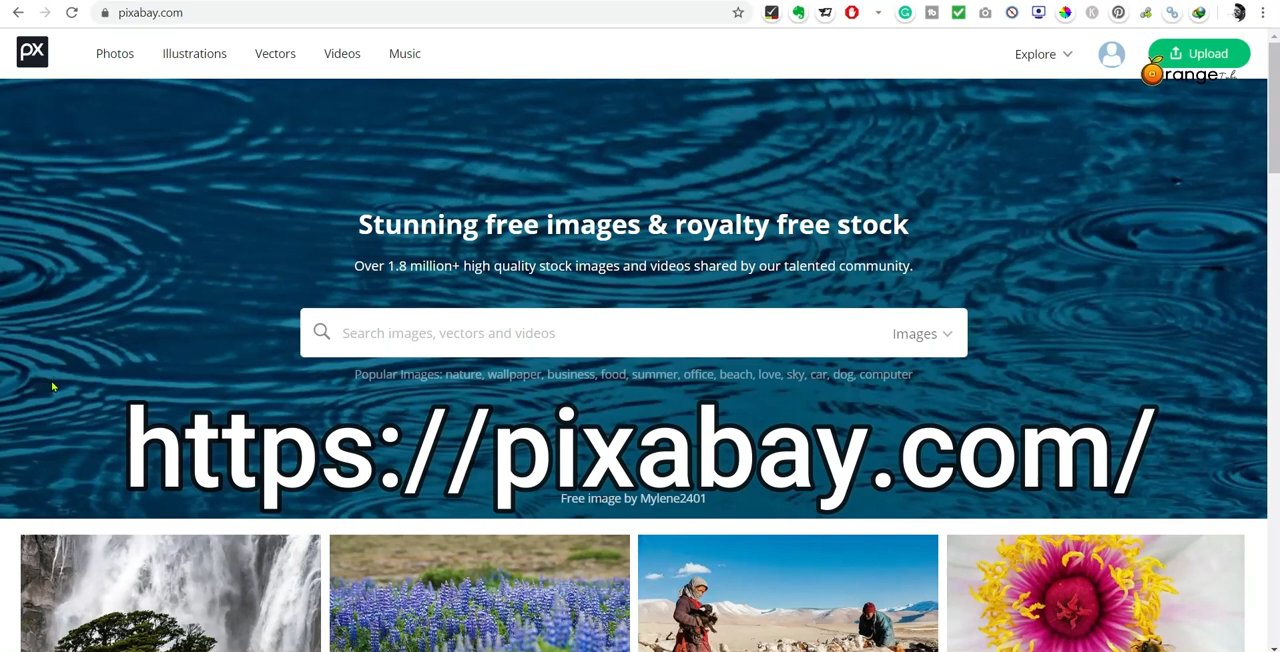 pixabay.com
px
Photos
Illustrations
Vectors
Videos
Music
Explore
Upload
Orange
Stunning free images & royalty free stock
Over 1.8 million+ high quality stock images and videos shared by our talented community.
Search images, vectors and videos
Images
Popular Images: nature, wallpaper, business, food, summer, office, beach, love, sky, car, dog, computer
https://pixabay.com/
Free image by Mylene2401